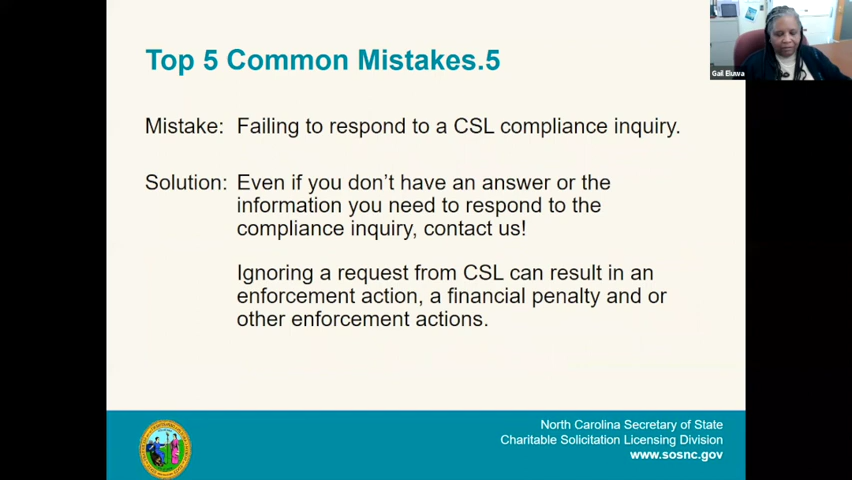 Top 5 Common Mistakes.5
Gail Eluwa
Mistake: Failing to respond to a CSL compliance inquiry.
Solution: Even if you don't have an answer or the
information you need to respond to the
compliance inquiry, contact us!
Ignoring a request from CSL can result in an
enforcement action, a financial penalty and or
other enforcement actions.
North Carolina Secretary of State
Charitable Solicitation Licensing Division
www.sosnc.gov